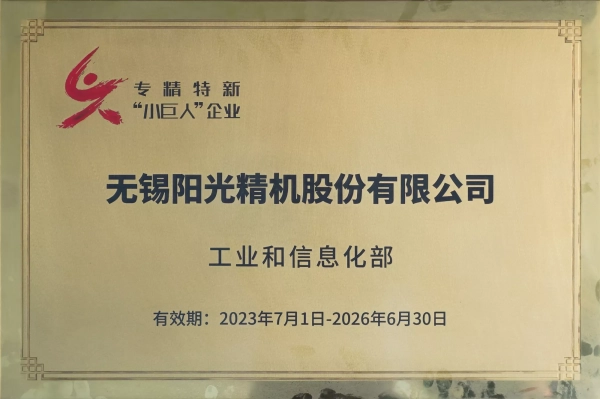 专精特新
“小巨人”企业
无锡阳光精机股份有限公司
工业和信息化部
有效期：2023年7月1日-2026年6月30日